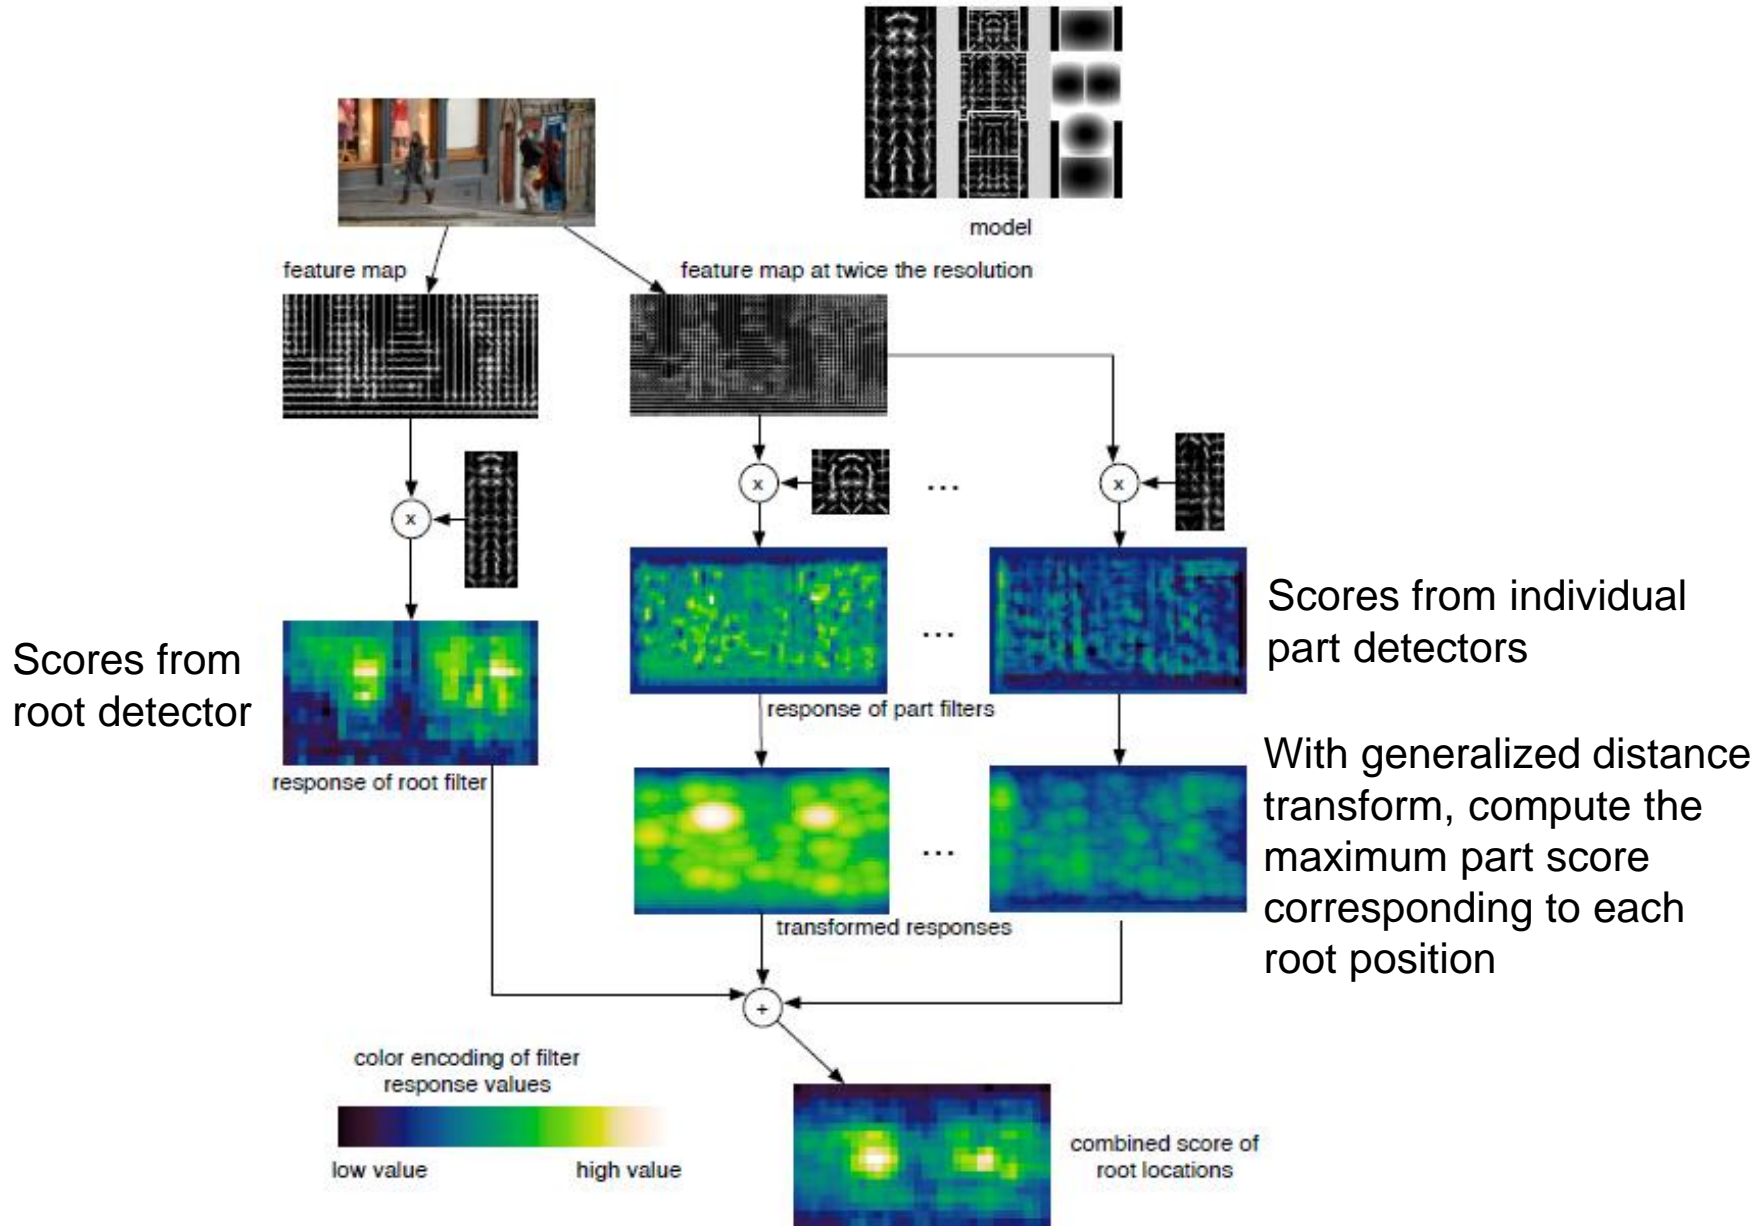 model
feature map
feature map at twice the resolution
x
x
...
x
Scores from
root detector
...
Scores from individual
part detectors
response of root filter
response of part filters
...
With generalized distance
transform, compute the
maximum part score
corresponding to each
root position
transformed responses
+
color encoding of filter
response values
low value
high value
combined score of
root locations